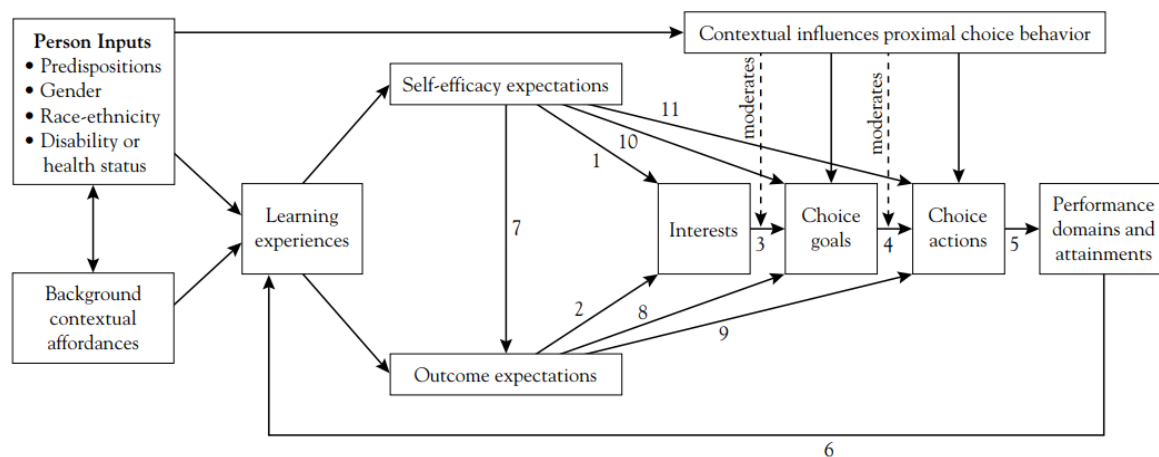 Person Inputs
• Predispositions
• Gender
• Race-ethnicity
• Disability or
health status
Contextual influences proximal choice behavior
Self-efficacy expectations
moderates
moderates
11
10
1
Learning
experiences
7
Interests
3
Choice
goals
4
Choice
actions
5
Performance
domains and
attainments
Background
contextual
affordances
2
8
9
Outcome expectations
6